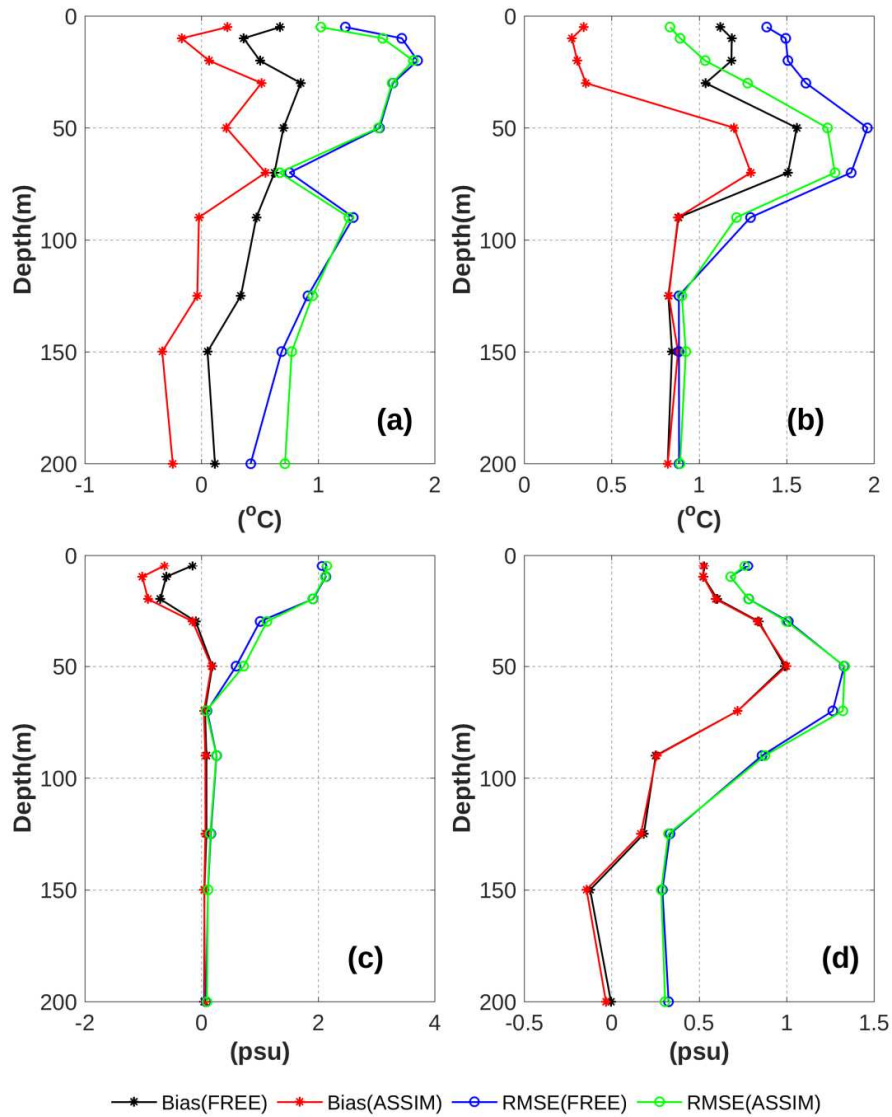 0
50
100
150
200
Depth(m)
-1
0
1
2
(°C)
(a)
0
50
100
150
200
Depth(m)
0
0.5
1
1.5
2
(°C)
(b)
0
50
100
150
200
Depth(m)
-2
0
2
4
(psu)
(c)
0
50
100
150
200
Depth(m)
-0.5
0
0.5
1
1.5
(psu)
(d)
Bias(FREE) Bias(ASSIM) RMSE(FREE) RMSE(ASSIM)